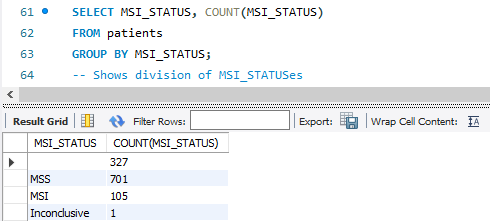 61 SELECT MSI_STATUS, COUNT(MSI_STATUS)
62 FROM patients
63 GROUP BY MSI_STATUS;
64 -- Shows division of MSI_STATUSes
Result Grid Filter Rows: Export: Wrap Cell Content:
MSI_STATUS COUNT(MSI_STATUS)
327
MSS 701
MSI 105
Inconclusive 1